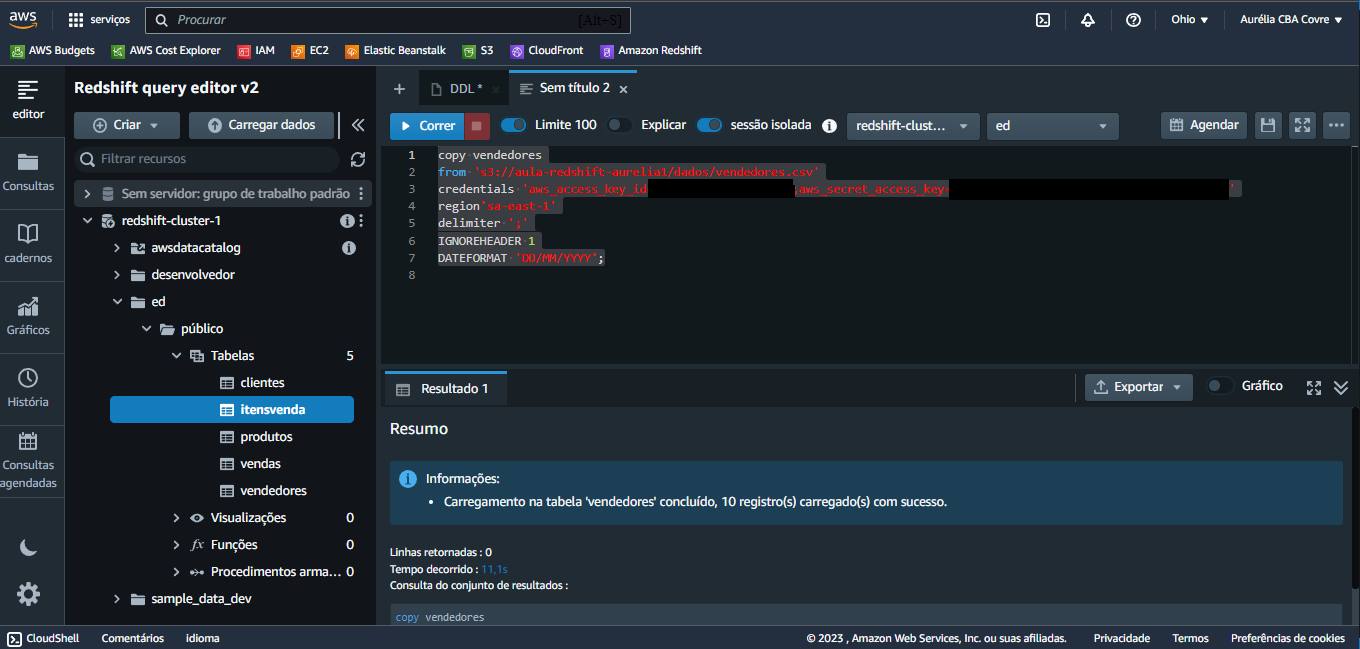 aws
serviços
Procurar
[Alt+S]
Ohio
Aurélia CBA Covre
AWS Budgets
AWS Cost Explorer
IAM
EC2
Elastic Beanstalk
S3
CloudFront
Amazon Redshift
editor
Consultas
cadernos
Gráficos
História
Consultas
agendadas
Redshift query editor v2
Criar
Carregar dados
Filtrar recursos
Sem servidor: grupo de trabalho padrão
redshift-cluster-1
awsdatacatalog
desenvolvedor
ed
público
Tabelas 5
clientes
itensvenda
produtos
vendas
vendedores
Visualizações 0
fx Funções 0
Procedimentos arma... 0
sample_data_dev
+
DDL * ×
Sem título 2 ×
Correr
Limite 100
Explicar
sessão isolada
redshift-clust...
ed
Agendar
1 copy vendedores
2 from 's3://aula-redshift-aurelia1/dados/vendedores.csv'
3 credentials 'aws_access_key_id ;aws_secret_access_key= '
4 region'sa-east-1'
5 delimiter ';'
6 IGNOREHEADER 1
7 DATEFORMAT 'DD/MM/YYYY';
8
Resultado 1
Exportar
Gráfico
Resumo
Informações:
• Carregamento na tabela 'vendedores' concluído, 10 registro(s) carregado(s) com sucesso.
Linhas retornadas : 0
Tempo decorrido : 11,1s
Consulta do conjunto de resultados :
copy vendedores
CloudShell
Comentários
idioma
© 2023 , Amazon Web Services, Inc. ou suas afiliadas.
Privacidade
Termos
Preferências de cookies